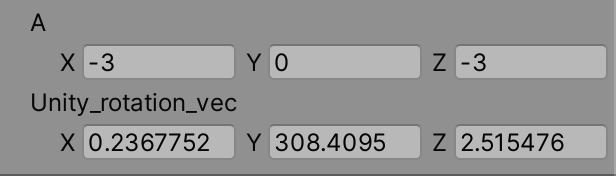 A
X -3 Y 0 Z -3
Unity_rotation_vec
X 0.2367752 Y 308.4095 Z 2.515476